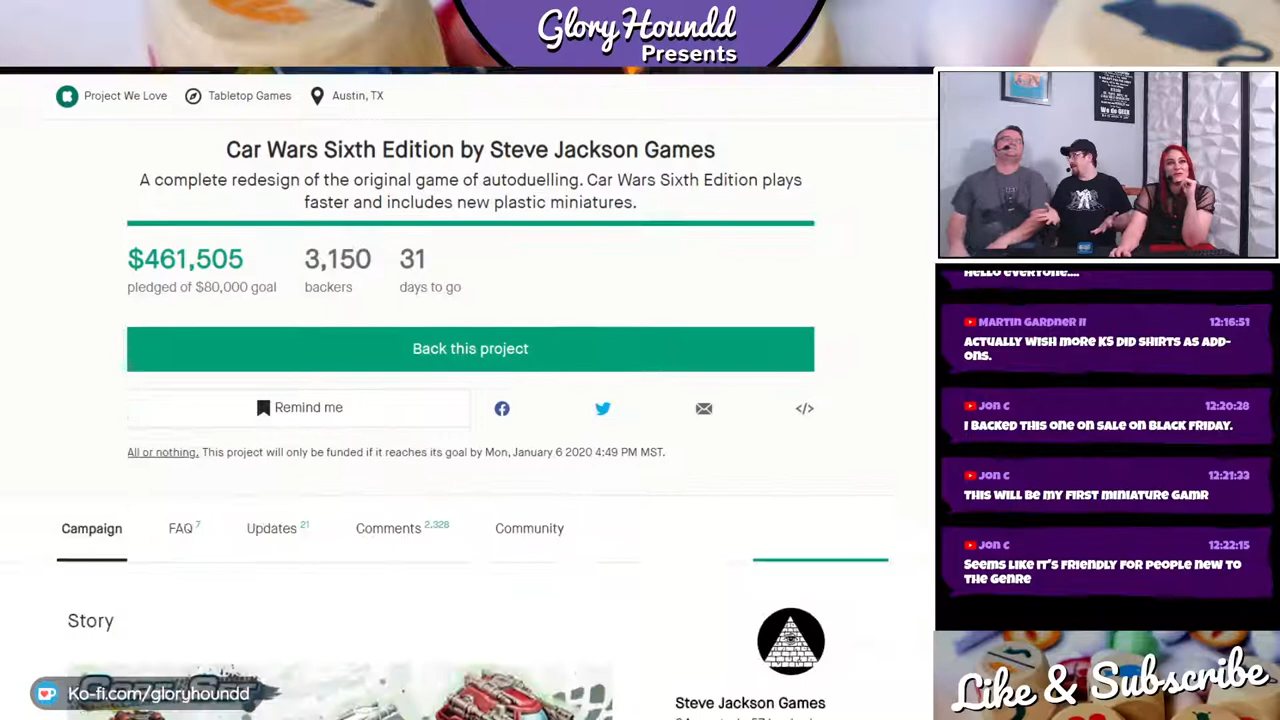 GloryHoundd
Presents
Project We Love
Tabletop Games
Austin, TX
Car Wars Sixth Edition by Steve Jackson Games
A complete redesign of the original game of autoduelling. Car Wars Sixth Edition plays
faster and includes new plastic miniatures.
$461,505
pledged of $80,000 goal
3,150
backers
31
days to go
Back this project
Remind me
All or nothing. This project will only be funded if it reaches its goal by Mon, January 6 2020 4:49 PM MST.
Campaign
FAQ 7
Updates 21
Comments 2,328
Community
Story
Steve Jackson Games
Ko-fi.com/gloryhoundd
HELLO EVERYONE....
MARTIN GARDNER II 12:16:51
ACTUALLY WISH MORE KS DID SHIRTS AS ADD-
ONS.
JON C 12:20:28
I BACKED THIS ONE ON SALE ON BLACK FRIDAY.
JON C 12:21:33
THIS WILL BE MY FIRST MINIATURE GAMR
JON C 12:22:15
SEEMS LIKE IT'S FRIENDLY FOR PEOPLE NEW TO
THE GENRE
Like & Subscribe